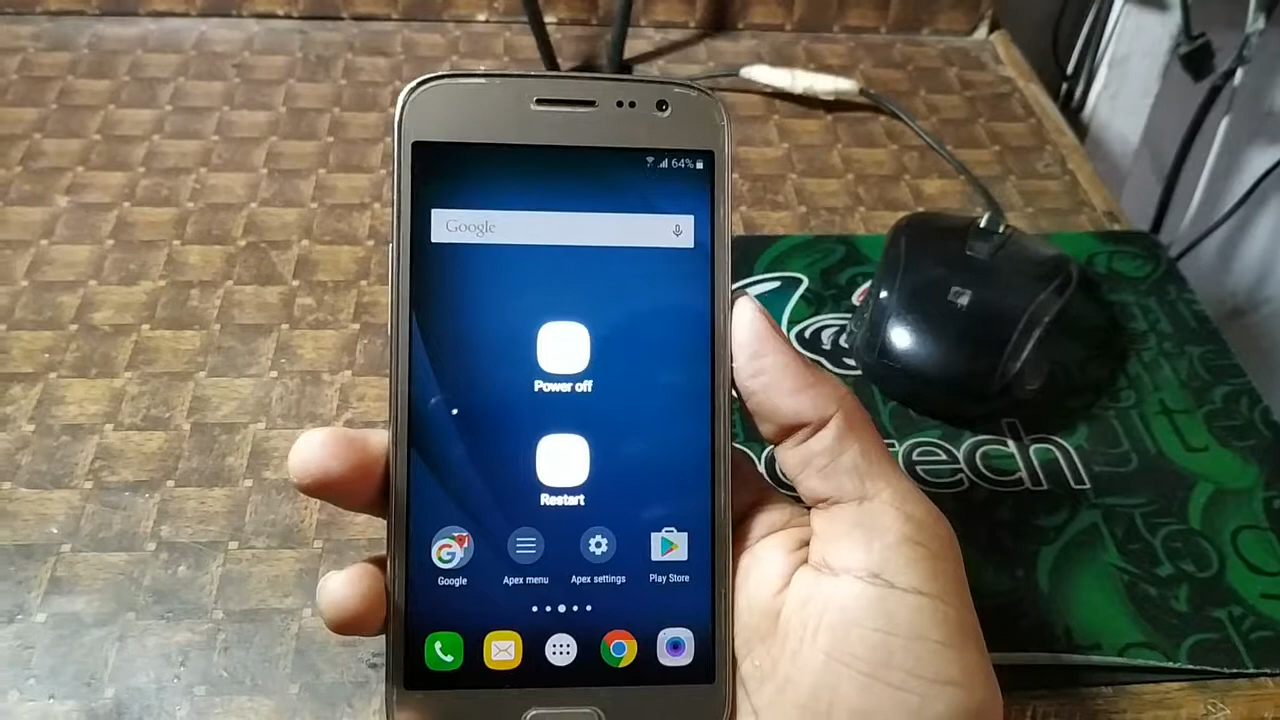 64%
Google
Power off
Restart
Google
Apex menu
Apex settings
Play Store